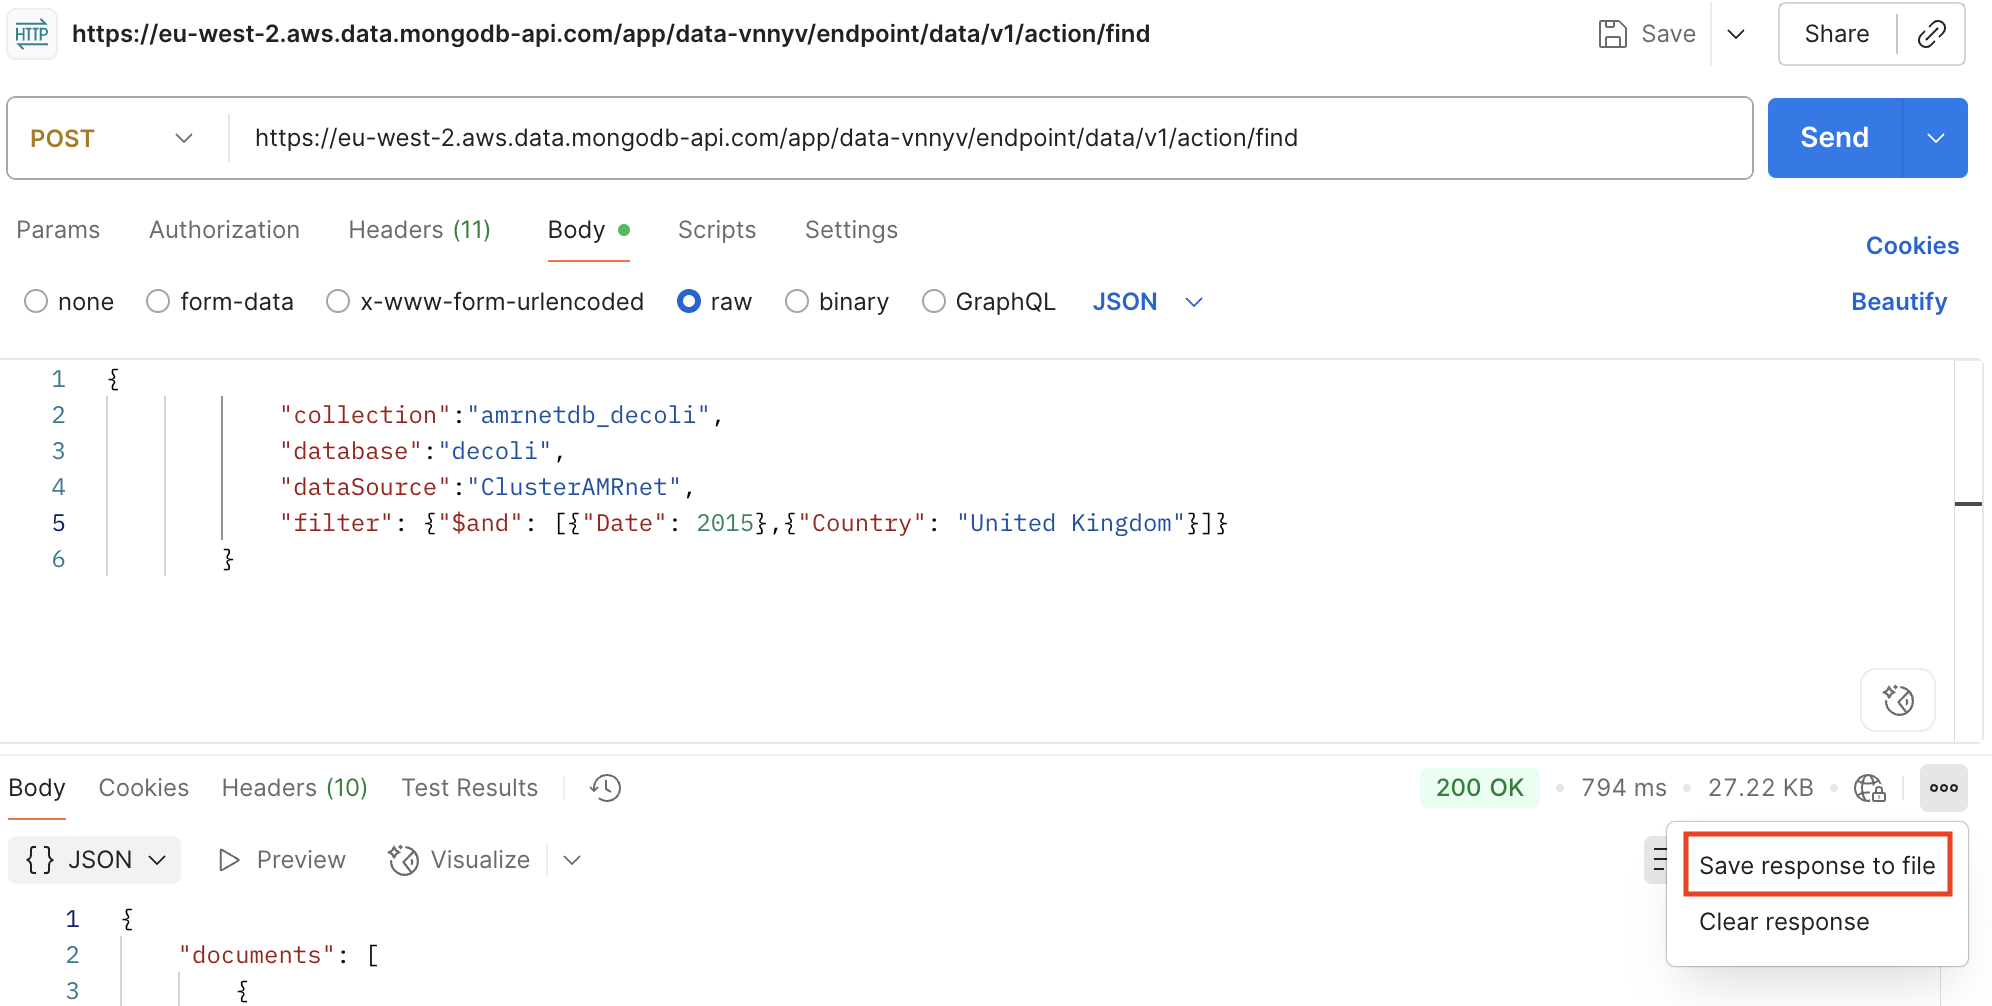 HTTP https://eu-west-2.aws.data.mongodb-api.com/app/data-vnnyv/endpoint/data/v1/action/find Save Share
POST https://eu-west-2.aws.data.mongodb-api.com/app/data-vnnyv/endpoint/data/v1/action/find Send
Params Authorization Headers (11) Body Scripts Settings Cookies
none form-data x-www-form-urlencoded raw binary GraphQL JSON Beautify
1 {
2 "collection":"amrnetdb_decoli",
3 "database":"decoli",
4 "dataSource":"ClusterAMRnet",
5 "filter": {"$and": [{"Date": 2015},{"Country": "United Kingdom"}]}
6 }
Body Cookies Headers (10) Test Results 200 OK 794 ms 27.22 KB
{} JSON Preview Visualize
Save response to file
Clear response
1 {
2 "documents": [
3 {